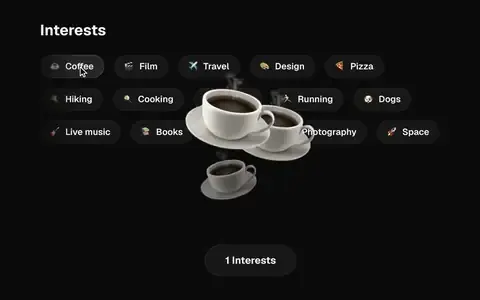 Interests
Coffee Film Travel Design Pizza
Hiking Cooking Running Dogs
Live music Books Photography Space
1 Interests